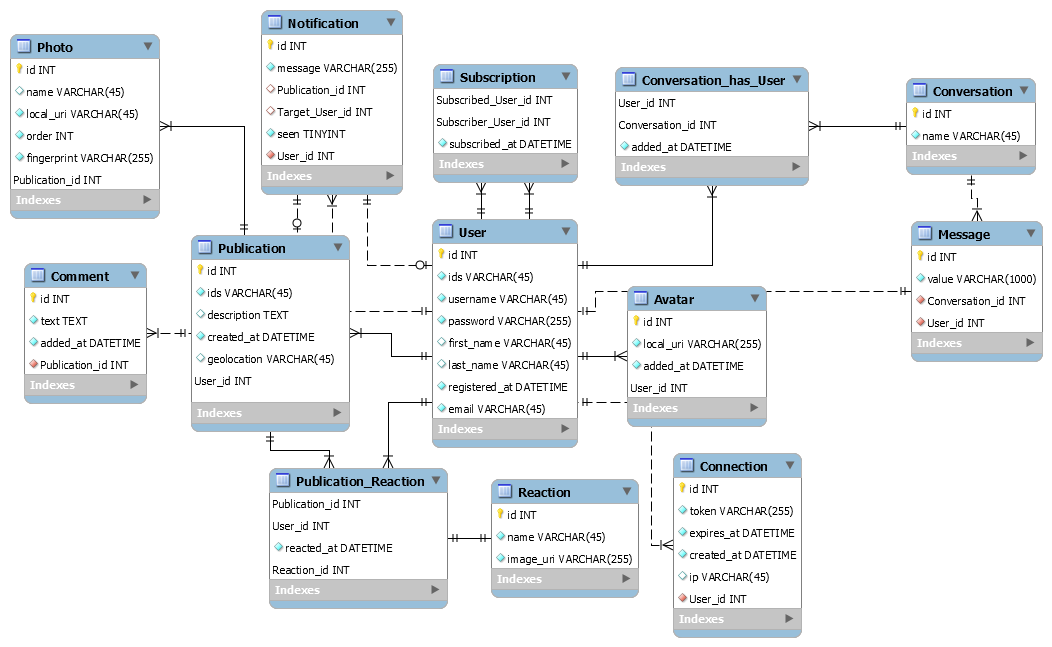 Photo
id INT
name VARCHAR(45)
local_uri VARCHAR(45)
order INT
fingerprint VARCHAR(255)
Publication_id INT
Indexes
Notification
id INT
message VARCHAR(255)
Publication_id INT
Target_User_id INT
seen TINYINT
User_id INT
Indexes
Subscription
Subscribed_User_id INT
Subscriber_User_id INT
subscribed_at DATETIME
Indexes
Conversation_has_User
User_id INT
Conversation_id INT
added_at DATETIME
Indexes
Conversation
id INT
name VARCHAR(45)
Indexes
Comment
id INT
text TEXT
added_at DATETIME
Publication_id INT
Indexes
Publication
id INT
ids VARCHAR(45)
description TEXT
created_at DATETIME
geolocation VARCHAR(45)
User_id INT
Indexes
User
id INT
ids VARCHAR(45)
username VARCHAR(45)
password VARCHAR(255)
first_name VARCHAR(45)
last_name VARCHAR(45)
registered_at DATETIME
email VARCHAR(45)
Indexes
Avatar
id INT
local_uri VARCHAR(255)
added_at DATETIME
User_id INT
Indexes
Message
id INT
value VARCHAR(1000)
Conversation_id INT
User_id INT
Indexes
Publication_Reaction
Publication_id INT
User_id INT
reacted_at DATETIME
Reaction_id INT
Indexes
Reaction
id INT
name VARCHAR(45)
image_uri VARCHAR(255)
Indexes
Connection
id INT
token VARCHAR(255)
expires_at DATETIME
created_at DATETIME
ip VARCHAR(45)
User_id INT
Indexes